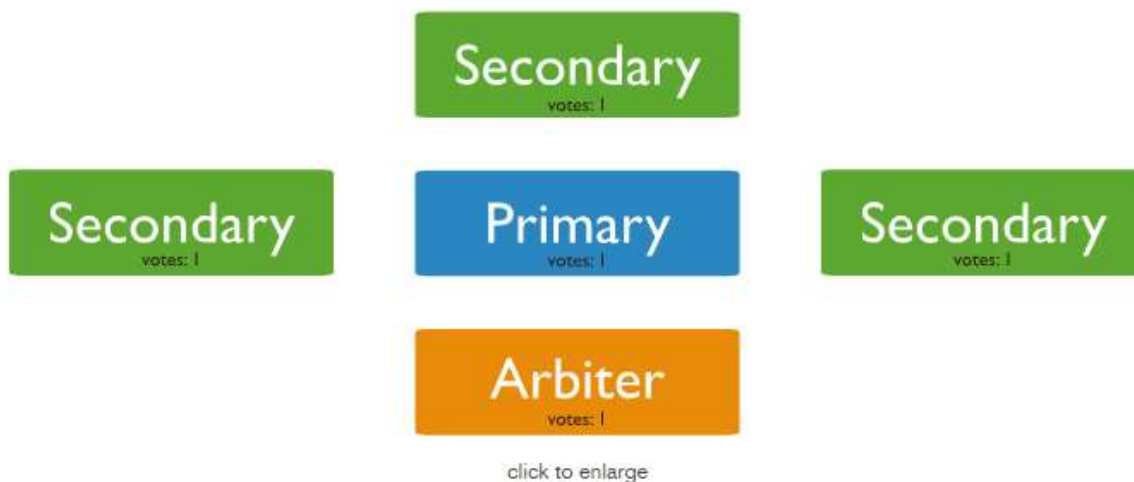 Secondary
votes: 1
Secondary
votes: 1
Primary
votes: 1
Secondary
votes: 1
Arbiter
votes: 1
click to enlarge